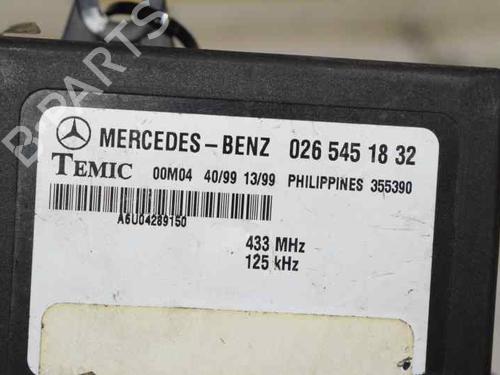 B-PARTS
MERCEDES-BENZ 026 545 18 32
TEMIC 00M04 40/99 13/99 PHILIPPINES 355390
A6U04289150
433 MHz
125 kHz